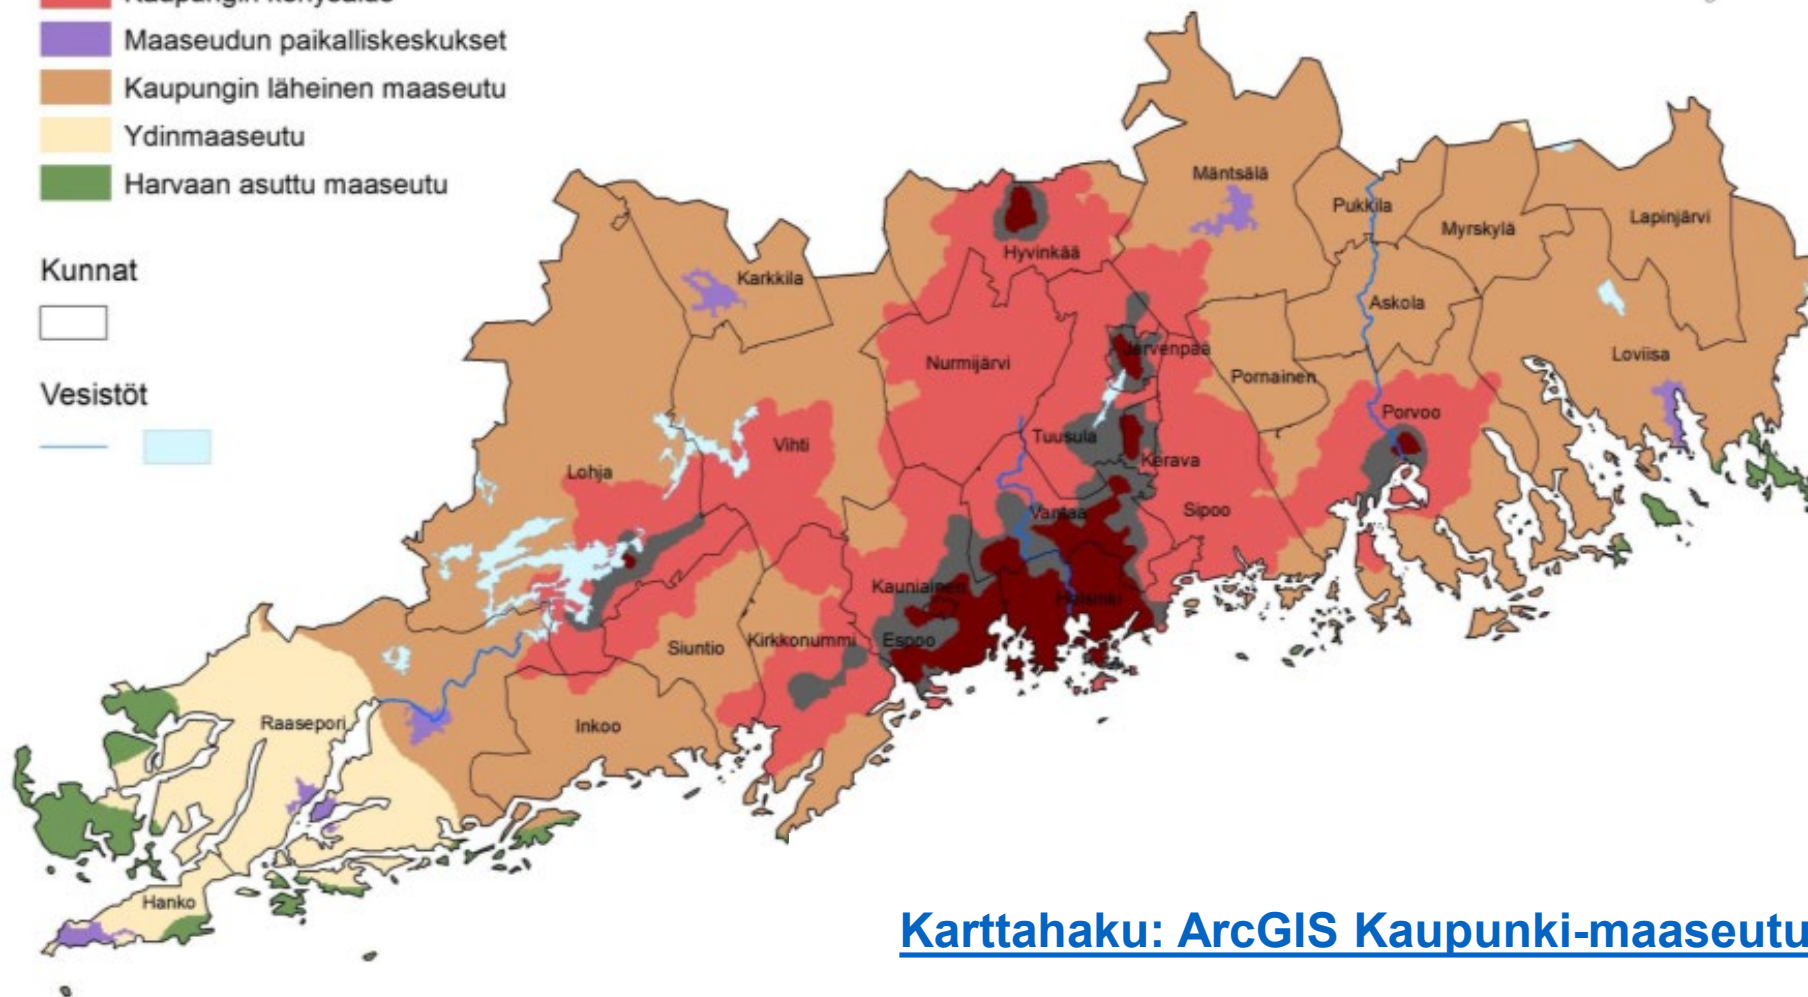 Maaseudun paikalliskeskukset
Kaupungin läheinen maaseutu
Ydinmaaseutu
Harvaan asuttu maaseutu
Kunnat
Vesistöt
Mäntsälä
Pukkila
Myrskylä
Lapinjärvi
Hyvinkää
Karkkila
Askola
Nurmijärvi
Järvenpää
Loviisa
Pornainen
Porvoo
Vihti
Tuusula
Kerava
Lohja
Sipoo
Vantaa
Kauniainen
Helsinki
Siuntio
Kirkkonummi
Espoo
Raasepori
Inkoo
Hanko
Karttahaku: ArcGIS Kaupunki-maaseutu